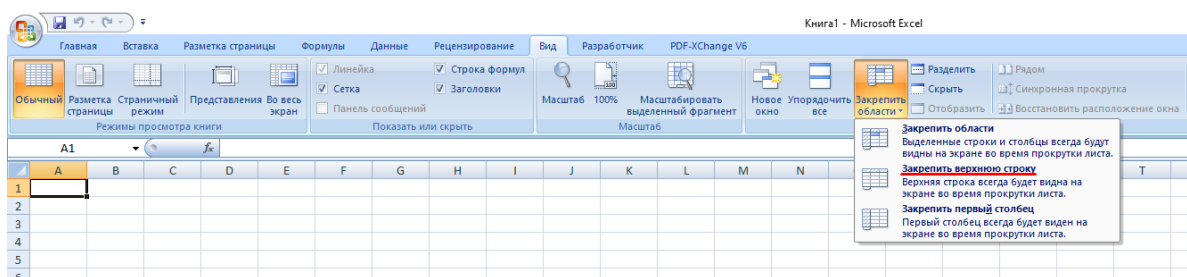 Книга1 - Microsoft Excel
Главная Вставка Разметка страницы Формулы Данные Рецензирование Вид Разработчик PDF-XChange V6
Обычный Разметка страницы Страничный режим Представления Во весь экран
Режимы просмотра книги
Линейка Строка формул
Сетка Заголовки
Панель сообщений
Показать или скрыть
Масштаб 100% Масштабировать выделенный фрагмент
Масштаб
Новое окно Упорядочить все Закрепить области
Разделить Рядом
Скрыть Синхронная прокрутка
Отобразить Восстановить расположение окна
Закрепить области
Выделенные строки и столбцы всегда будут
видны на экране во время прокрутки листа.
Закрепить верхнюю строку
Верхняя строка всегда будет видна на
экране во время прокрутки листа.
Закрепить первый столбец
Первый столбец всегда будет виден на
экране во время прокрутки листа.
A1 fx
A B C D E F G H I J K L M N T
1
2
3
4
5